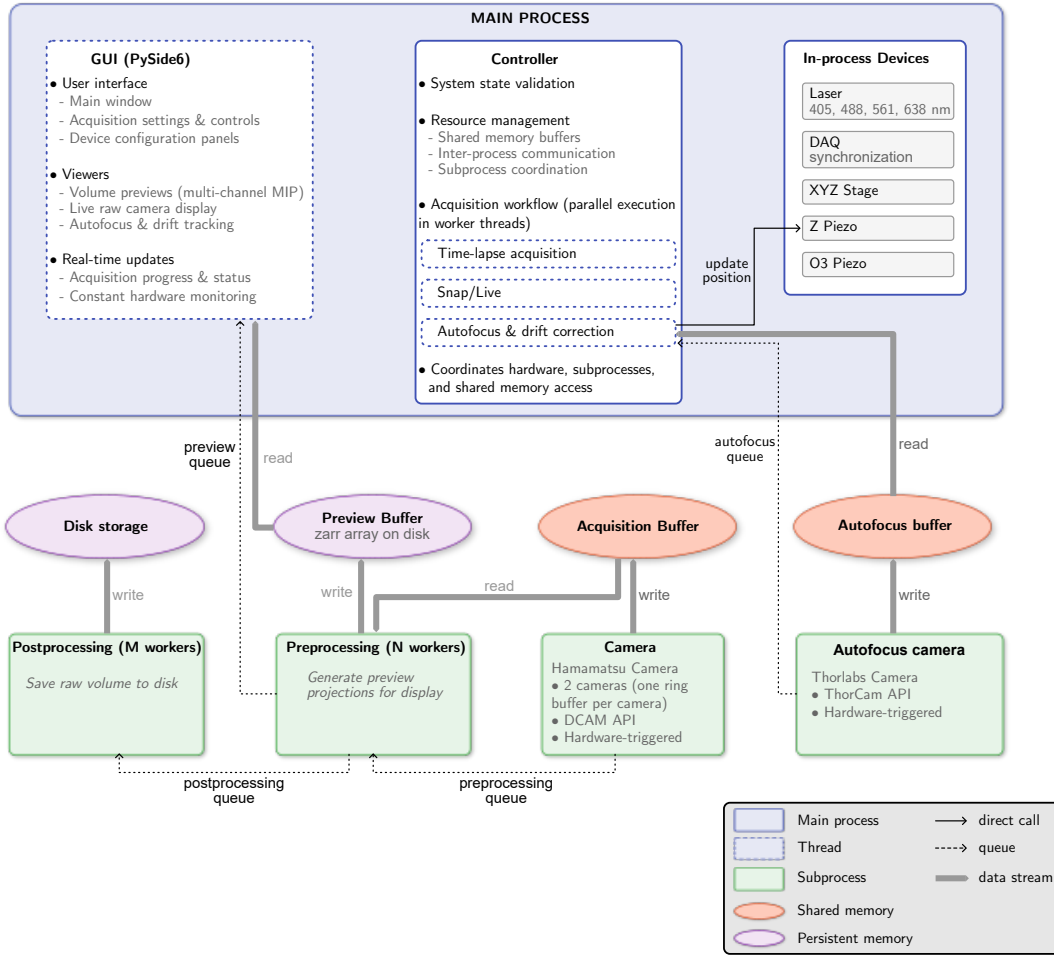 MAIN PROCESS
GUI (PySide6)
● User interface
- Main window
- Acquisition settings & controls
- Device configuration panels
● Viewers
- Volume previews (multi-channel MIP)
- Live raw camera display
- Autofocus & drift tracking
● Real-time updates
- Acquisition progress & status
- Constant hardware monitoring
Controller
● System state validation
● Resource management
- Shared memory buffers
- Inter-process communication
- Subprocess coordination
● Acquisition workflow (parallel execution
in worker threads)
Time-lapse acquisition
Snap/Live
Autofocus & drift correction
● Coordinates hardware, subprocesses,
and shared memory access
update
position
In-process Devices
Laser
405, 488, 561, 638 nm
DAQ
synchronization
XYZ Stage
Z Piezo
O3 Piezo
preview
queue
read
autofocus
queue
read
Disk storage
Preview Buffer
zarr array on disk
Acquisition Buffer
Autofocus buffer
write
write
read
write
write
Postprocessing (M workers)
Save raw volume to disk
Preprocessing (N workers)
Generate preview
projections for display
Camera
Hamamatsu Camera
● 2 cameras (one ring
buffer per camera)
● DCAM API
● Hardware-triggered
Autofocus camera
Thorlabs Camera
● ThorCam API
● Hardware-triggered
postprocessing
queue
preprocessing
queue
Main process
Thread
Subprocess
Shared memory
Persistent memory
direct call
queue
data stream